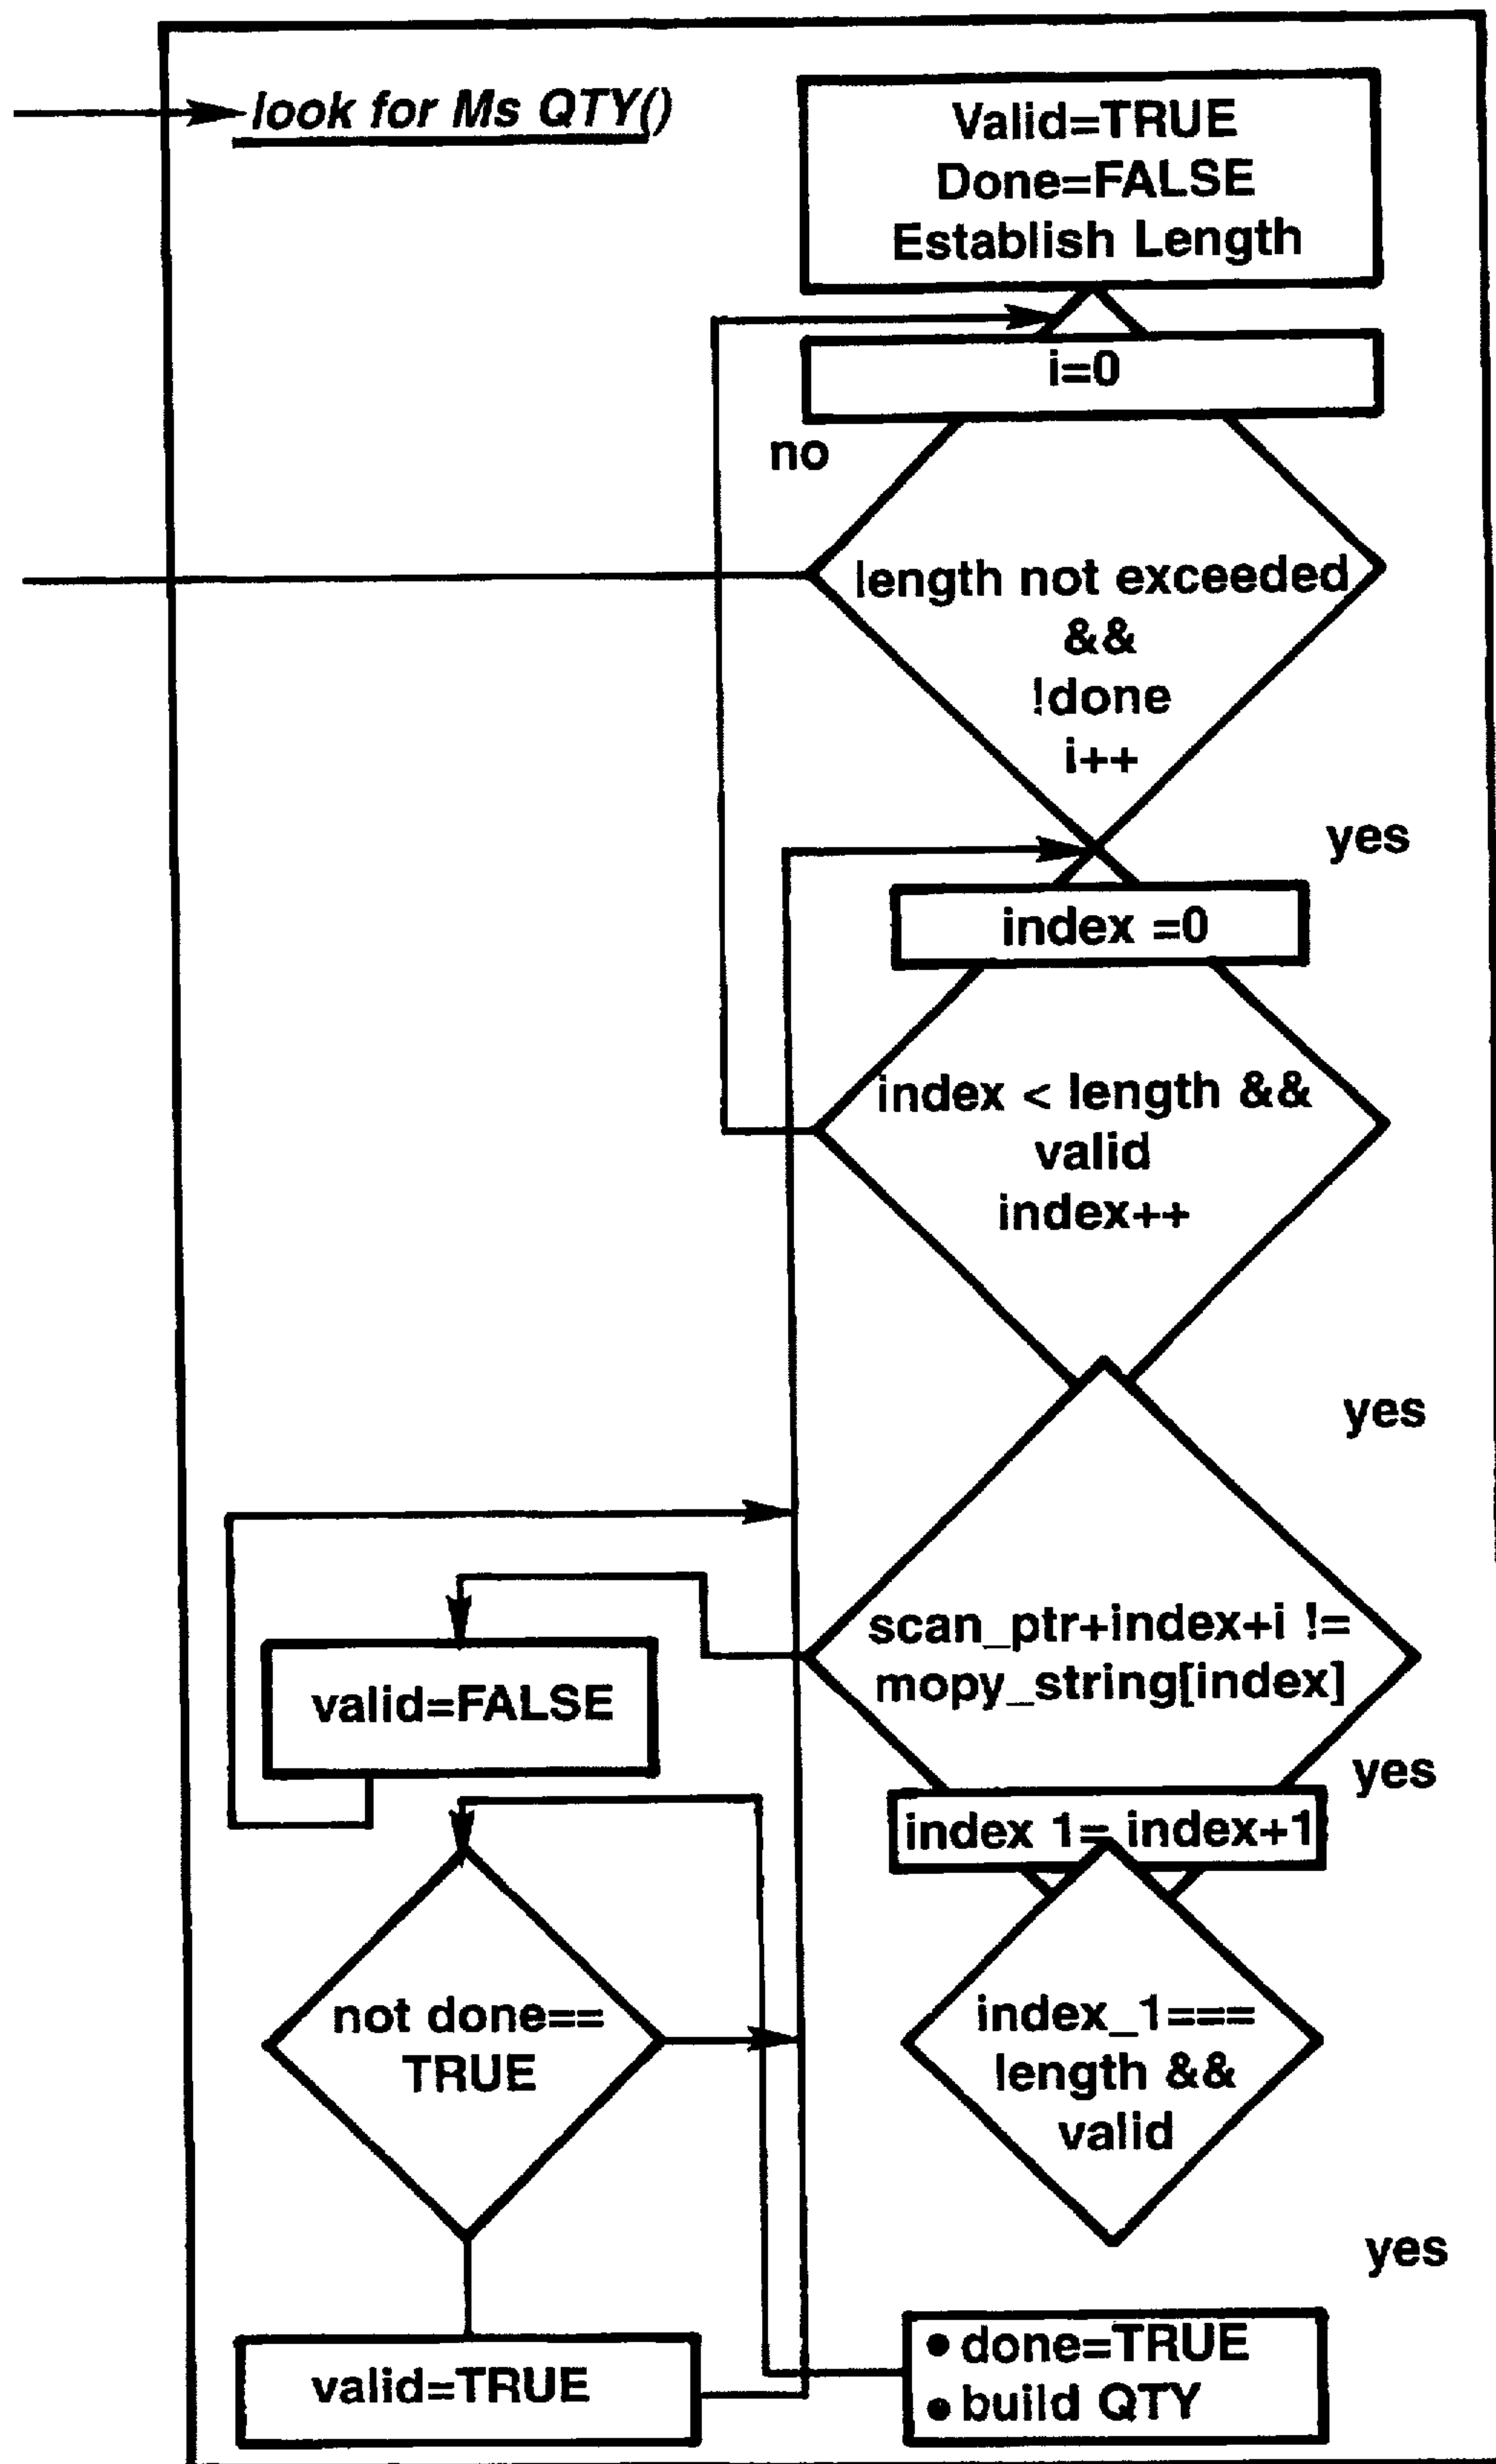 look for Ms QTY()
Valid=TRUE
Done=FALSE
Establish Length
i=0
no
length not exceeded
&&
!done
i++
yes
index =0
index < length &&
valid
index++
yes
scan_ptr+index+i !=
mopy_string[index]
valid=FALSE
yes
index 1= index+1
not done==
TRUE
index_1===
length &&
valid
yes
valid=TRUE
• done=TRUE
• build QTY